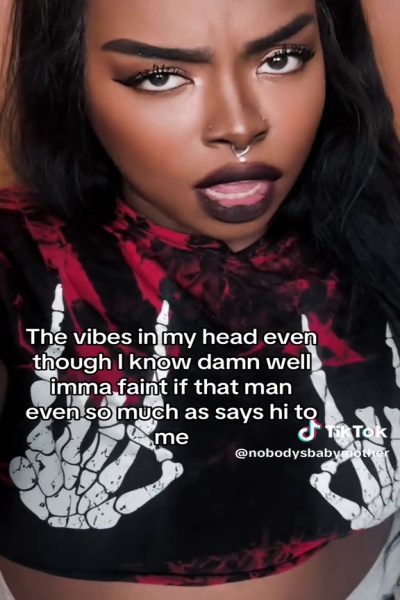 The vibes in my head even
though I know damn well
imma faint if that man
even so much as says hi to
me
TikTok
@nobodysbabymother